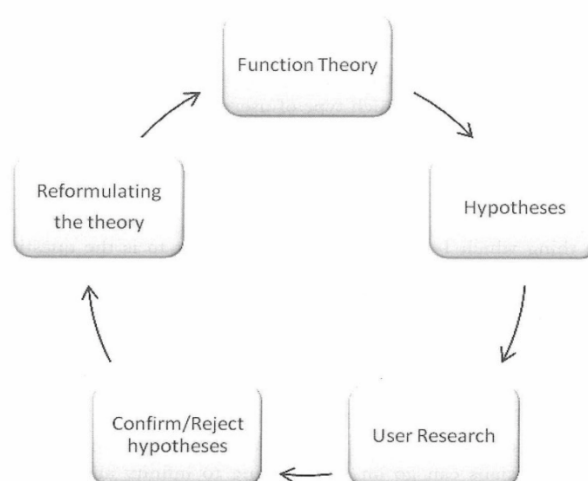 Function Theory
Hypotheses
User Research
Confirm/Reject
hypotheses
Reformulating
the theory